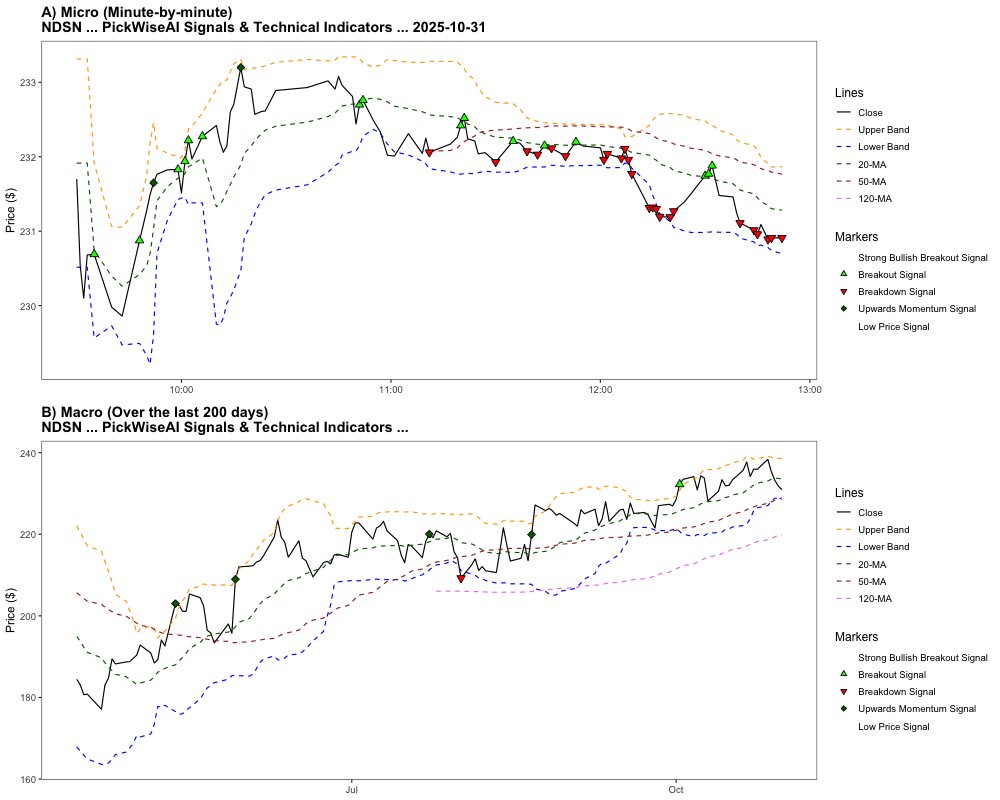 A) Micro (Minute-by-minute)
NDSN ... PickWiseAI Signals & Technical Indicators ... 2025-10-31
Price ($)
233
232
231
230
10:00
11:00
12:00
13:00
Lines
Close
Upper Band
Lower Band
20-MA
50-MA
120-MA
Markers
Strong Bullish Breakout Signal
Breakout Signal
Breakdown Signal
Upwards Momentum Signal
Low Price Signal
B) Macro (Over the last 200 days)
NDSN ... PickWiseAI Signals & Technical Indicators ...
Price ($)
240
220
200
180
160
Jul
Oct
Lines
Close
Upper Band
Lower Band
20-MA
50-MA
120-MA
Markers
Strong Bullish Breakout Signal
Breakout Signal
Breakdown Signal
Upwards Momentum Signal
Low Price Signal